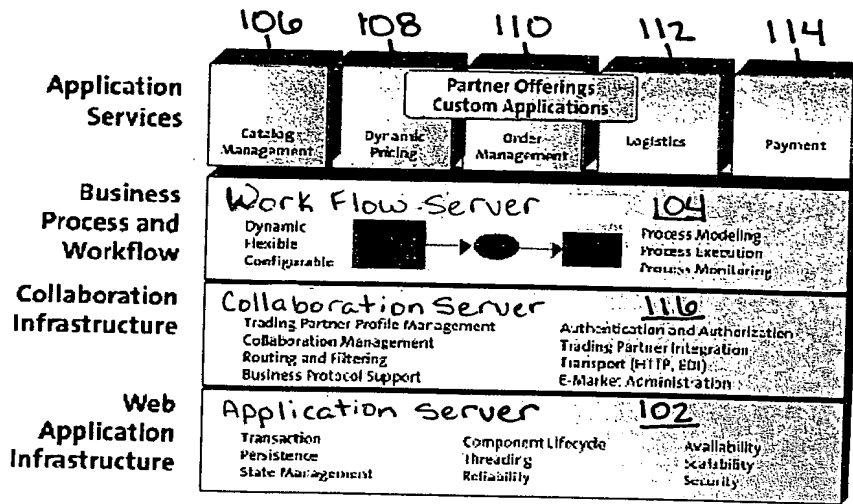 106 108 110 112 114
Application
Services
Partner Offerings
Custom Applications
Catalog
Management
Dynamic
Pricing
Order
Management
Logistics
Payment
Business
Process and
Workflow
Work Flow Server 104
Dynamic
Flexible
Configurable
Process Modeling
Process Execution
Process Monitoring
Collaboration
Infrastructure
Collaboration Server 116
Trading Partner Profile Management
Collaboration Management
Routing and Filtering
Business Protocol Support
Authentication and Authorization
Trading Partner Integration
Transport (HTTP, EDI)
E-Market Administration
Web
Application
Infrastructure
Application Server 102
Transaction
Persistence
State Management
Component Lifecycle
Threading
Reliability
Availability
Scalability
Security